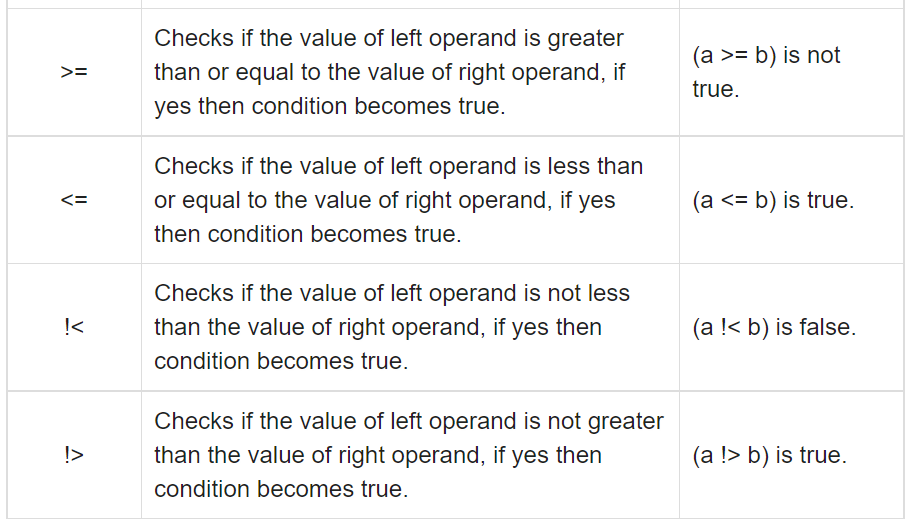 Checks if the value of left operand is greater
>= than or equal to the value of right operand, if
yes then condition becomes true.
(a >= b) is not
true.
Checks if the value of left operand is less than
<= or equal to the value of right operand, if yes
then condition becomes true.
(a <= b) is true.
Checks if the value of left operand is not less
!< than the value of right operand, if yes then
condition becomes true.
(a !< b) is false.
Checks if the value of left operand is not greater
!> than the value of right operand, if yes then
condition becomes true.
(a !> b) is true.